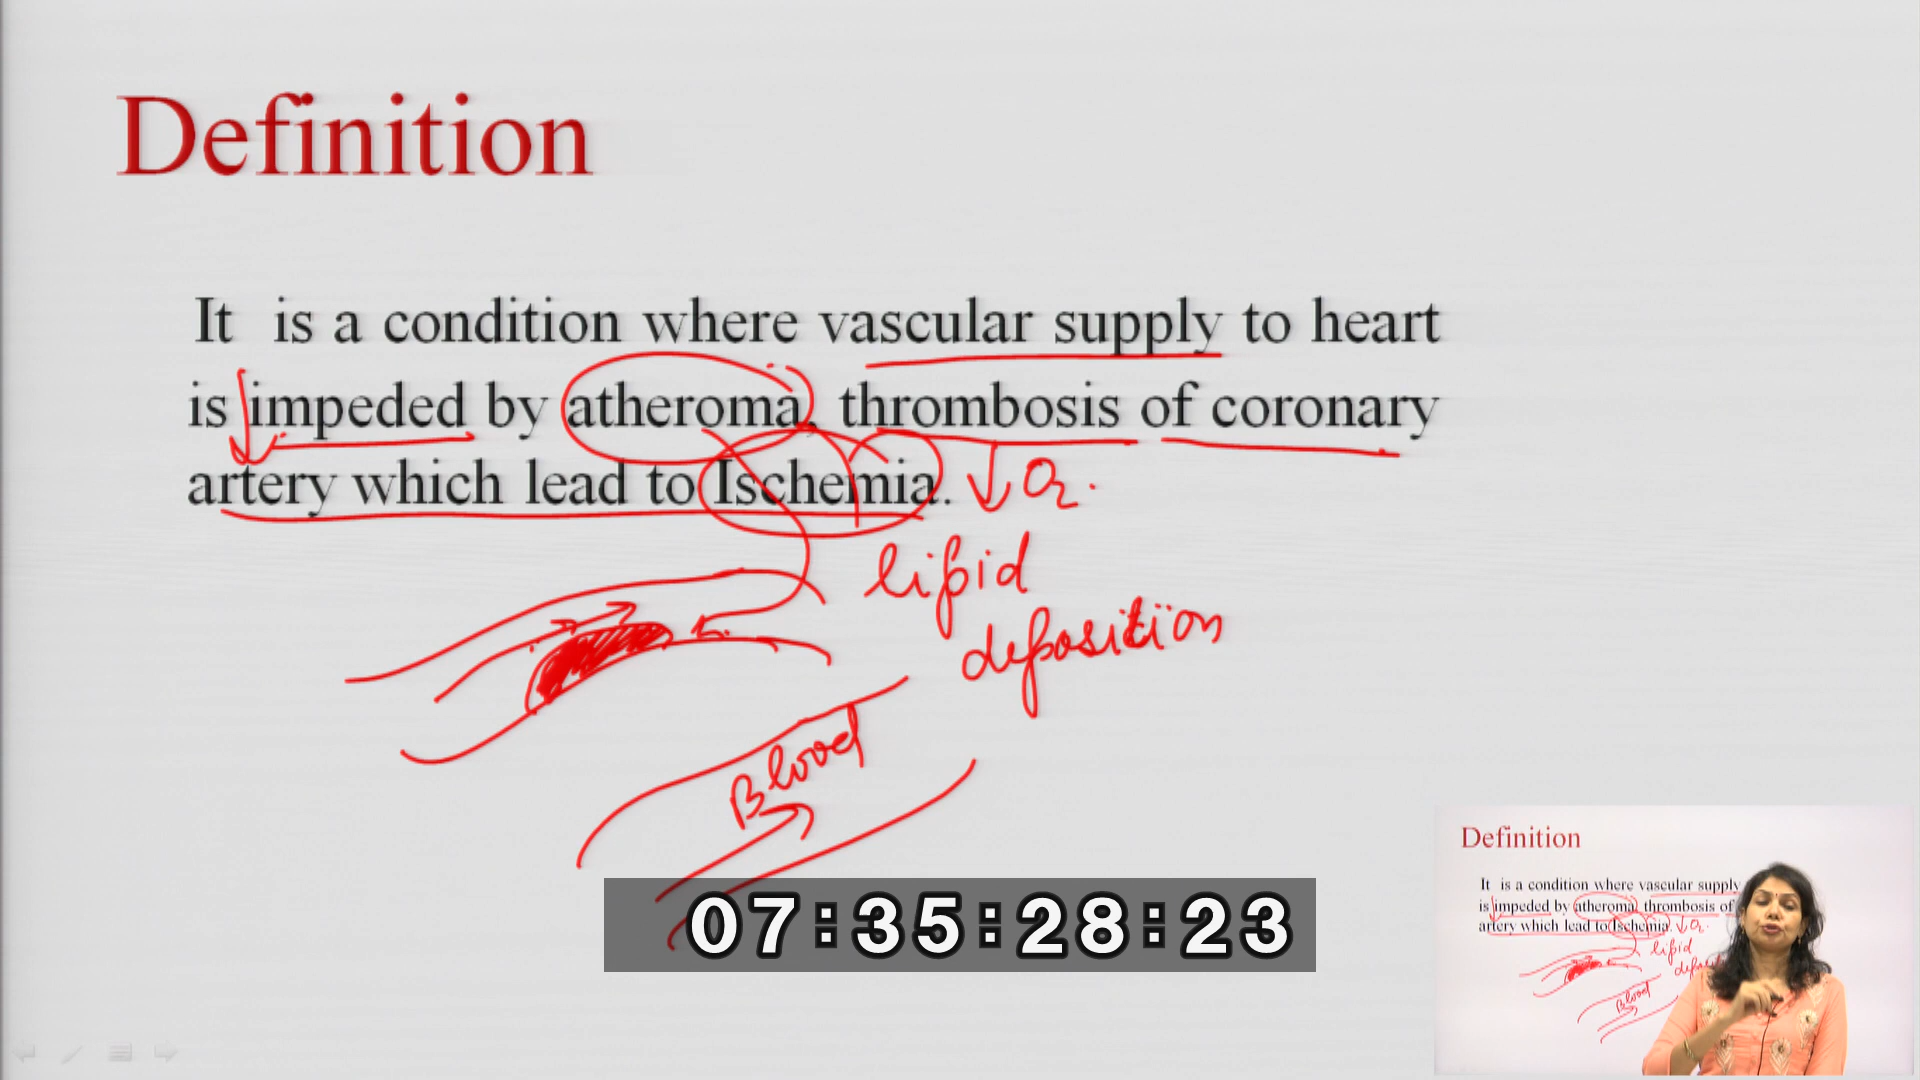 Definition
It is a condition where vascular supply to heart
is impeded by atheroma, thrombosis of coronary
artery which lead to Ischemia. ↓ O2.
lipid
deposition
Blood
07:35:28:23
Definition
It is a condition where vascular supply
is impeded by atheroma, thrombosis of
artery which lead to Ischemia. ↓ O2.
lipid
Blood